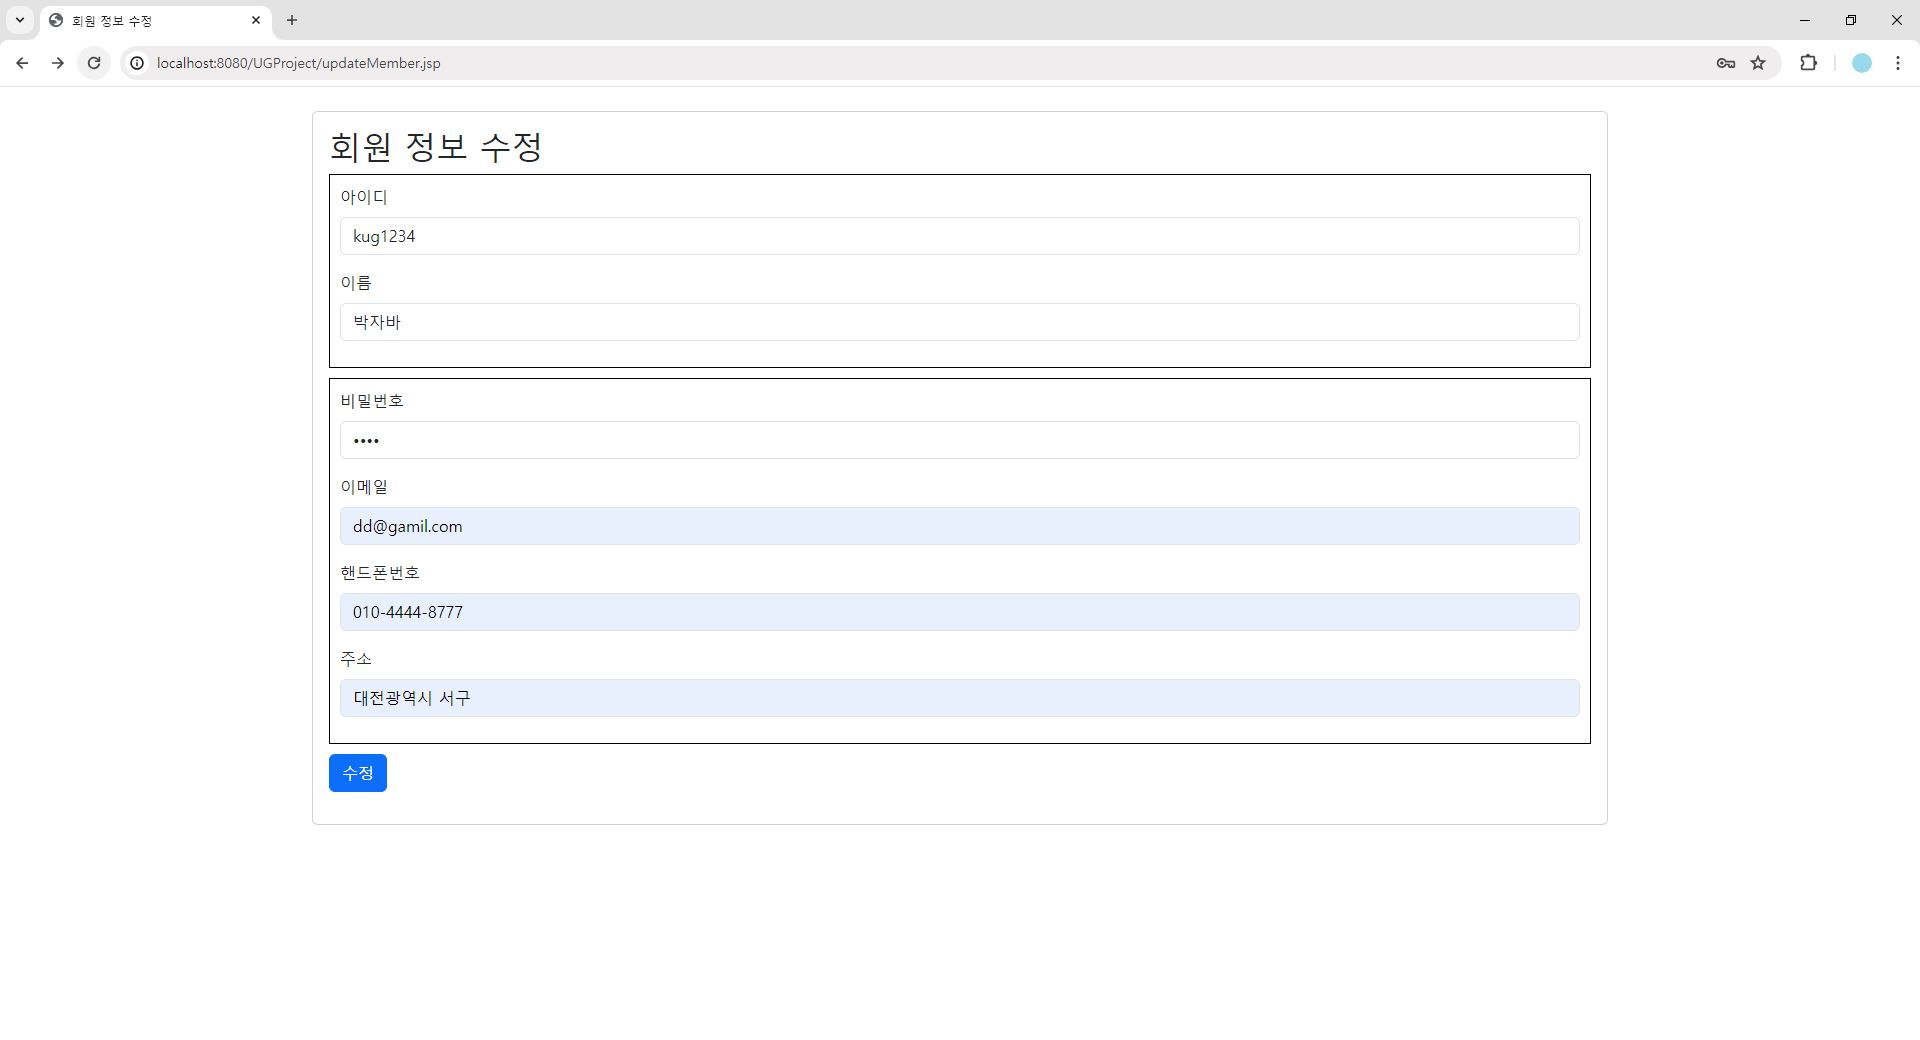 회원 정보 수정
localhost:8080/UGProject/updateMember.jsp
회원 정보 수정
아이디
kug1234
이름
박자바
비밀번호
••••
이메일
dd@gamil.com
핸드폰번호
010-4444-8777
주소
대전광역시 서구
수정